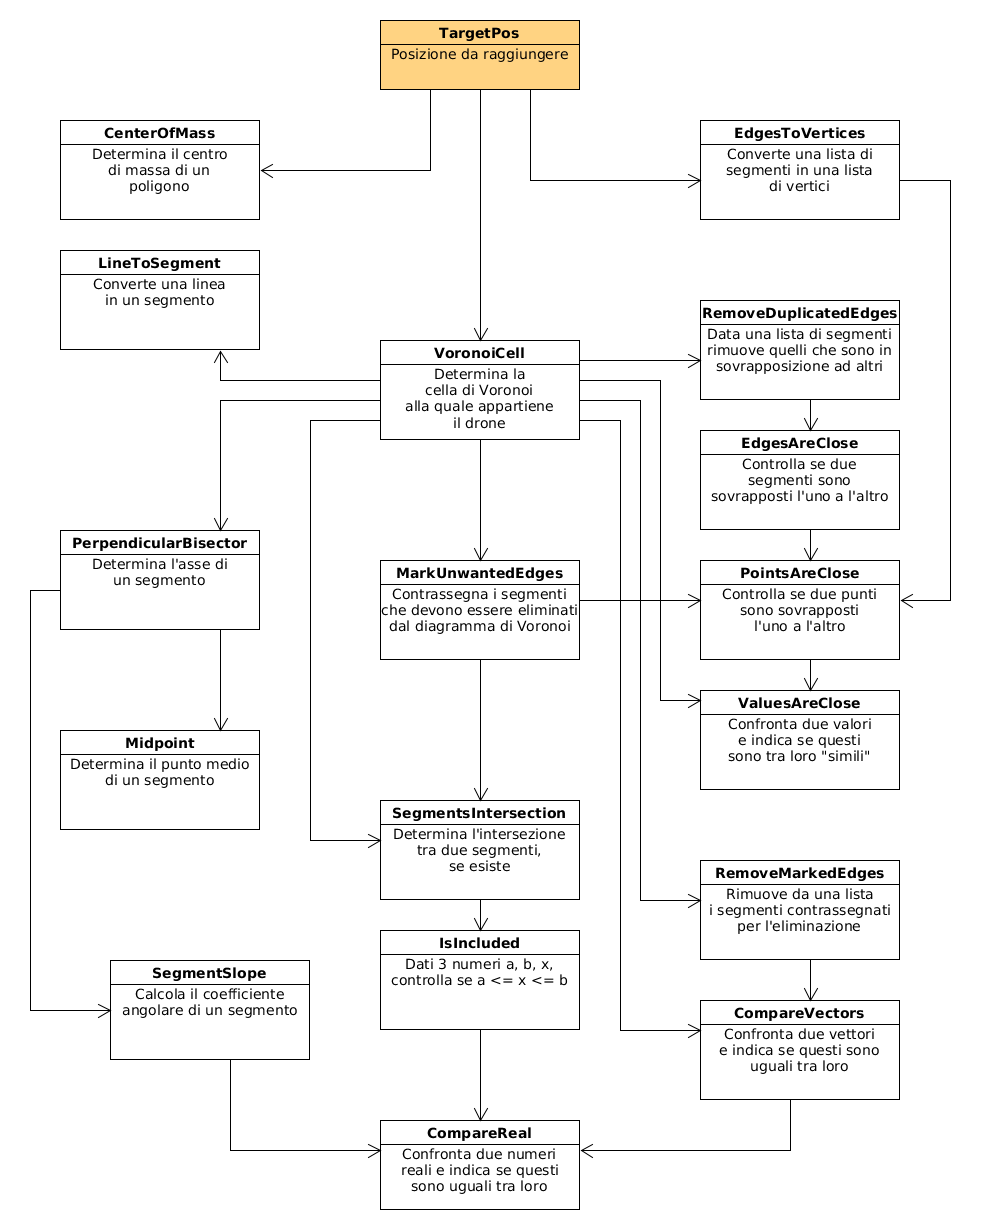 TargetPos
Posizione da raggiungere
CenterOfMass
Determina il centro
di massa di un
poligono
EdgesToVertices
Converte una lista di
segmenti in una lista
di vertici
LineToSegment
Converte una linea
in un segmento
RemoveDuplicatedEdges
Data una lista di segmenti
rimuove quelli che sono in
sovrapposizione ad altri
VoronoiCell
Determina la
cella di Voronoi
alla quale appartiene
il drone
EdgesAreClose
Controlla se due
segmenti sono
sovrapposti l'uno a l'altro
PerpendicularBisector
Determina l'asse di
un segmento
MarkUnwantedEdges
Contrassegna i segmenti
che devono essere eliminati
dal diagramma di Voronoi
PointsAreClose
Controlla se due punti
sono sovrapposti
l'uno a l'altro
ValuesAreClose
Confronta due valori
e indica se questi
sono tra loro "simili"
Midpoint
Determina il punto medio
di un segmento
SegmentsIntersection
Determina l'intersezione
tra due segmenti,
se esiste
RemoveMarkedEdges
Rimuove da una lista
i segmenti contrassegnati
per l'eliminazione
IsIncluded
Dati 3 numeri a, b, x,
controlla se a <= x <= b
SegmentSlope
Calcola il coefficiente
angolare di un segmento
CompareVectors
Confronta due vettori
e indica se questi sono
uguali tra loro
CompareReal
Confronta due numeri
reali e indica se questi
sono uguali tra loro